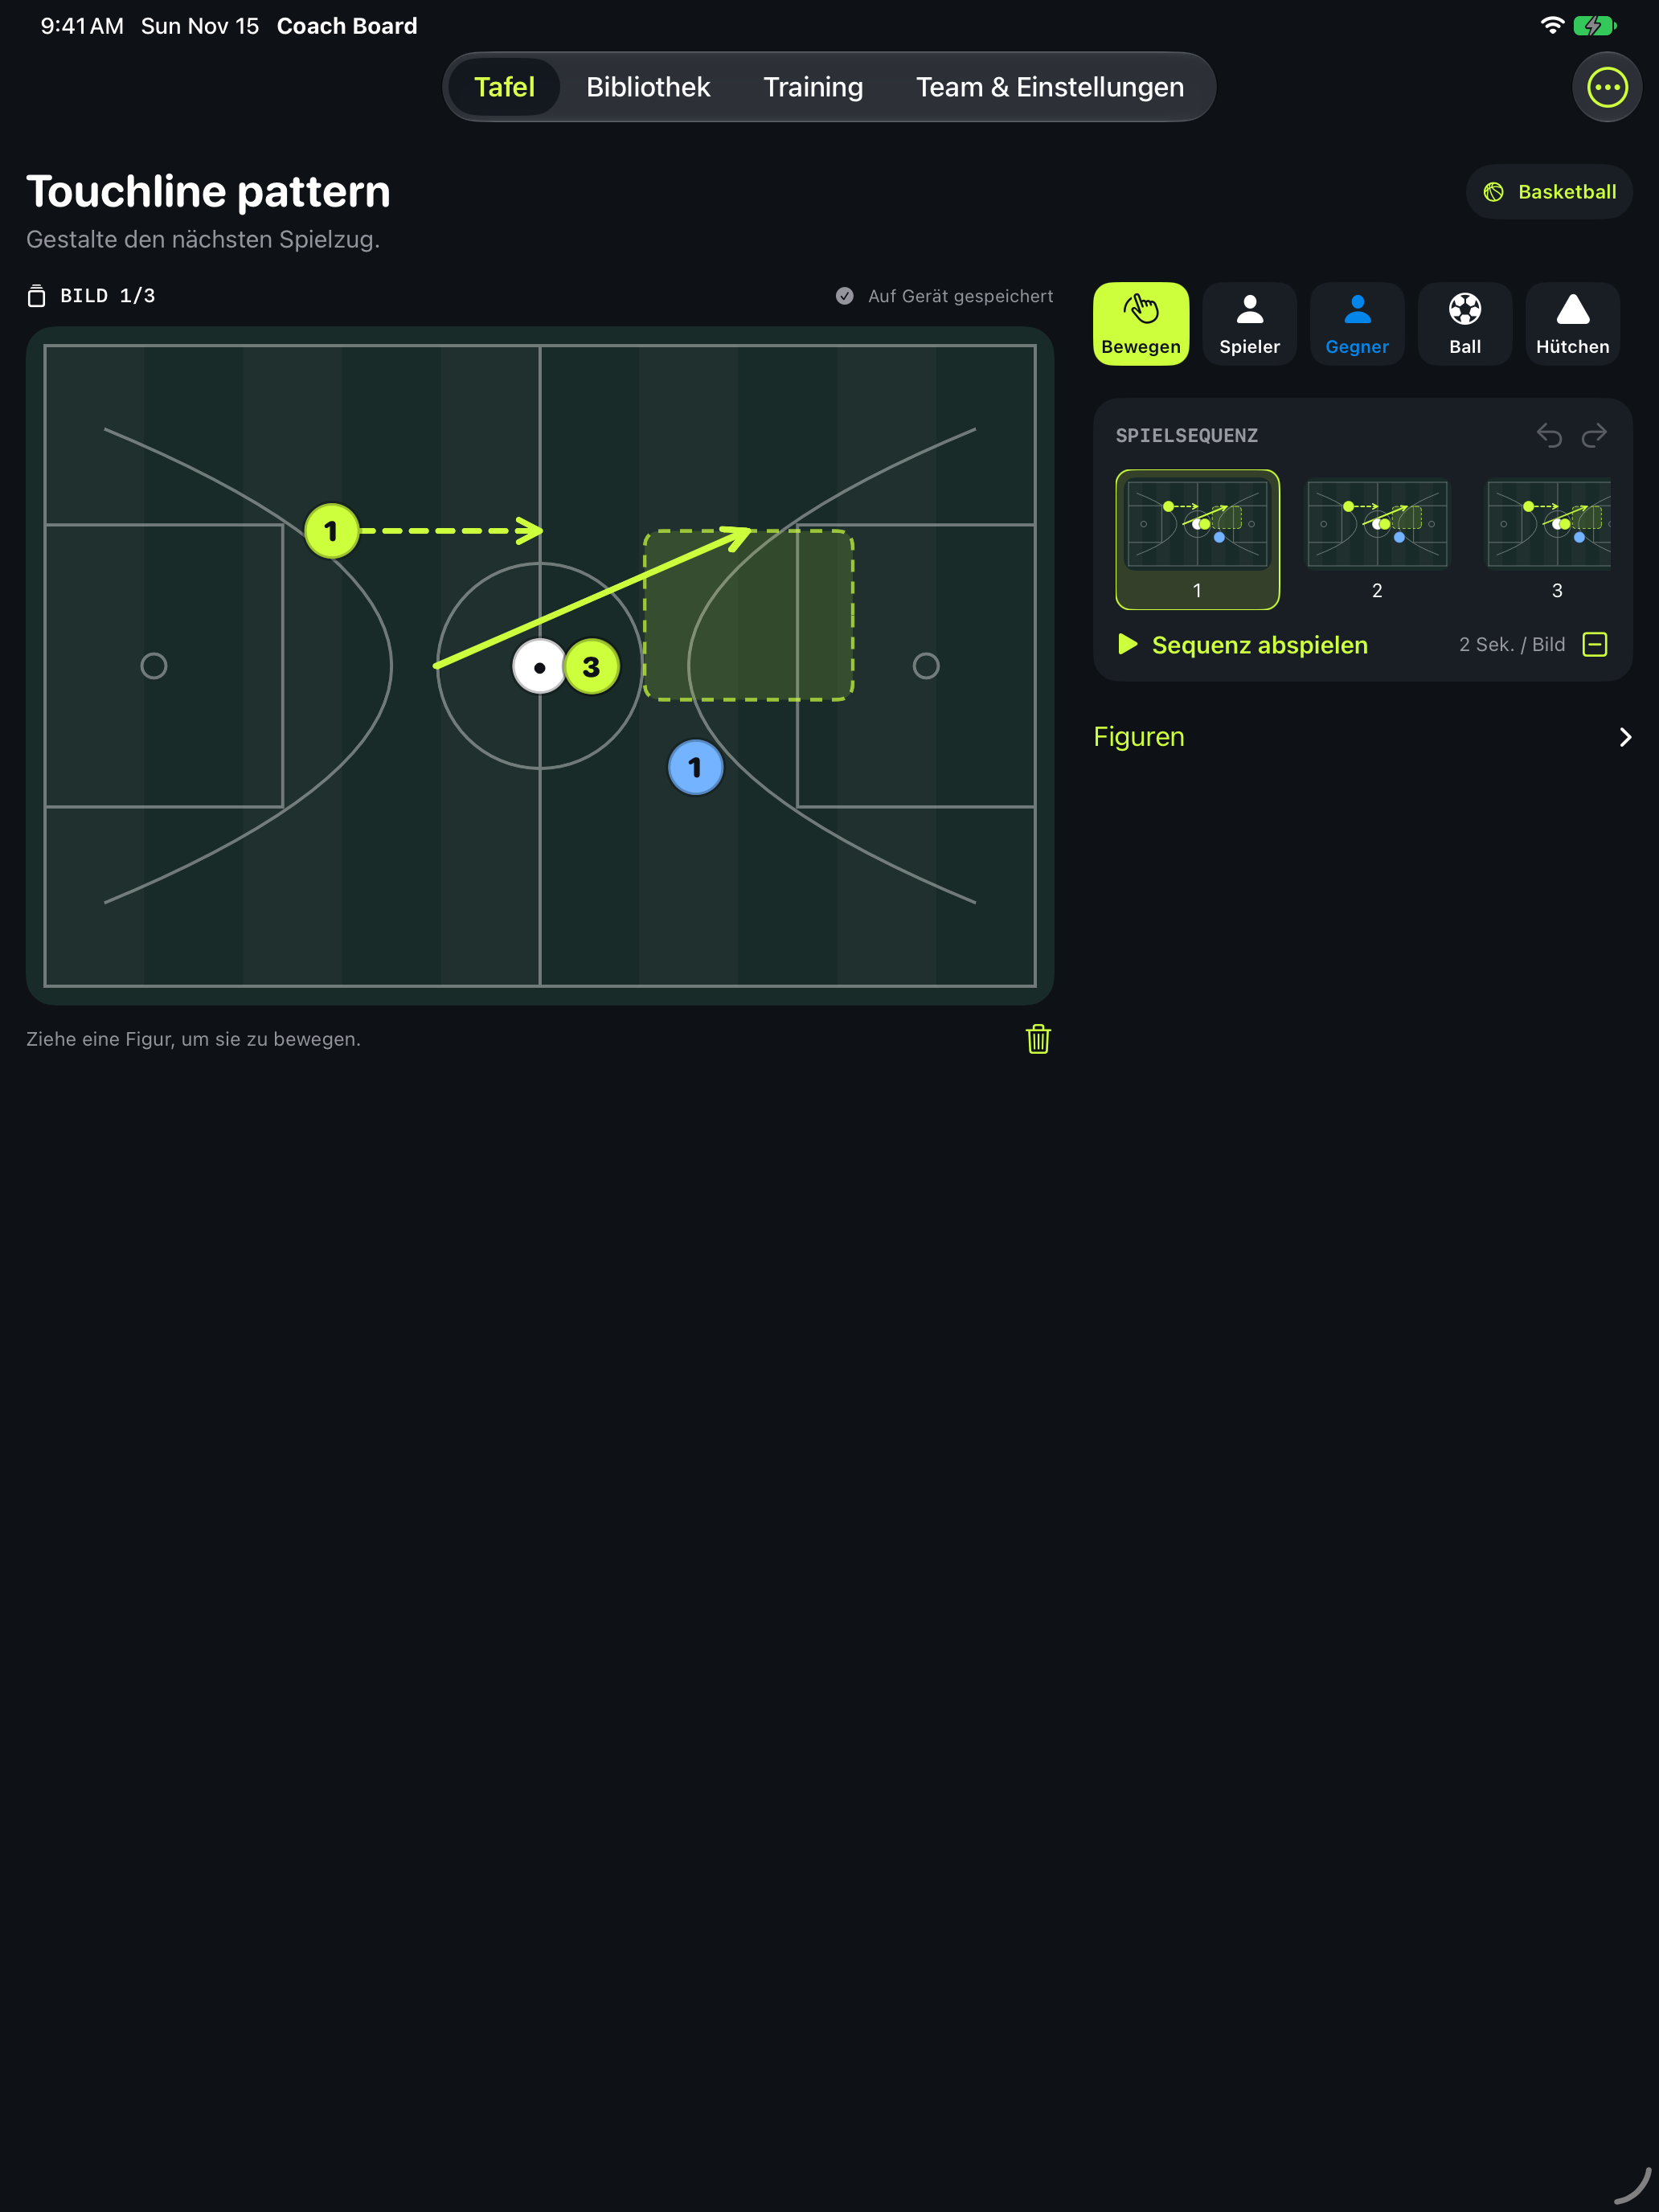 9:41 AM Sun Nov 15 Coach Board
Tafel Bibliothek Training Team & Einstellungen
Touchline pattern
Basketball
Gestalte den nächsten Spielzug.
BILD 1/3
Auf Gerät gespeichert
1
3
1
Ziehe eine Figur, um sie zu bewegen.
Bewegen Spieler Gegner Ball Hütchen
SPIELSEQUENZ
1 2 3
Sequenz abspielen 2 Sek. / Bild
Figuren